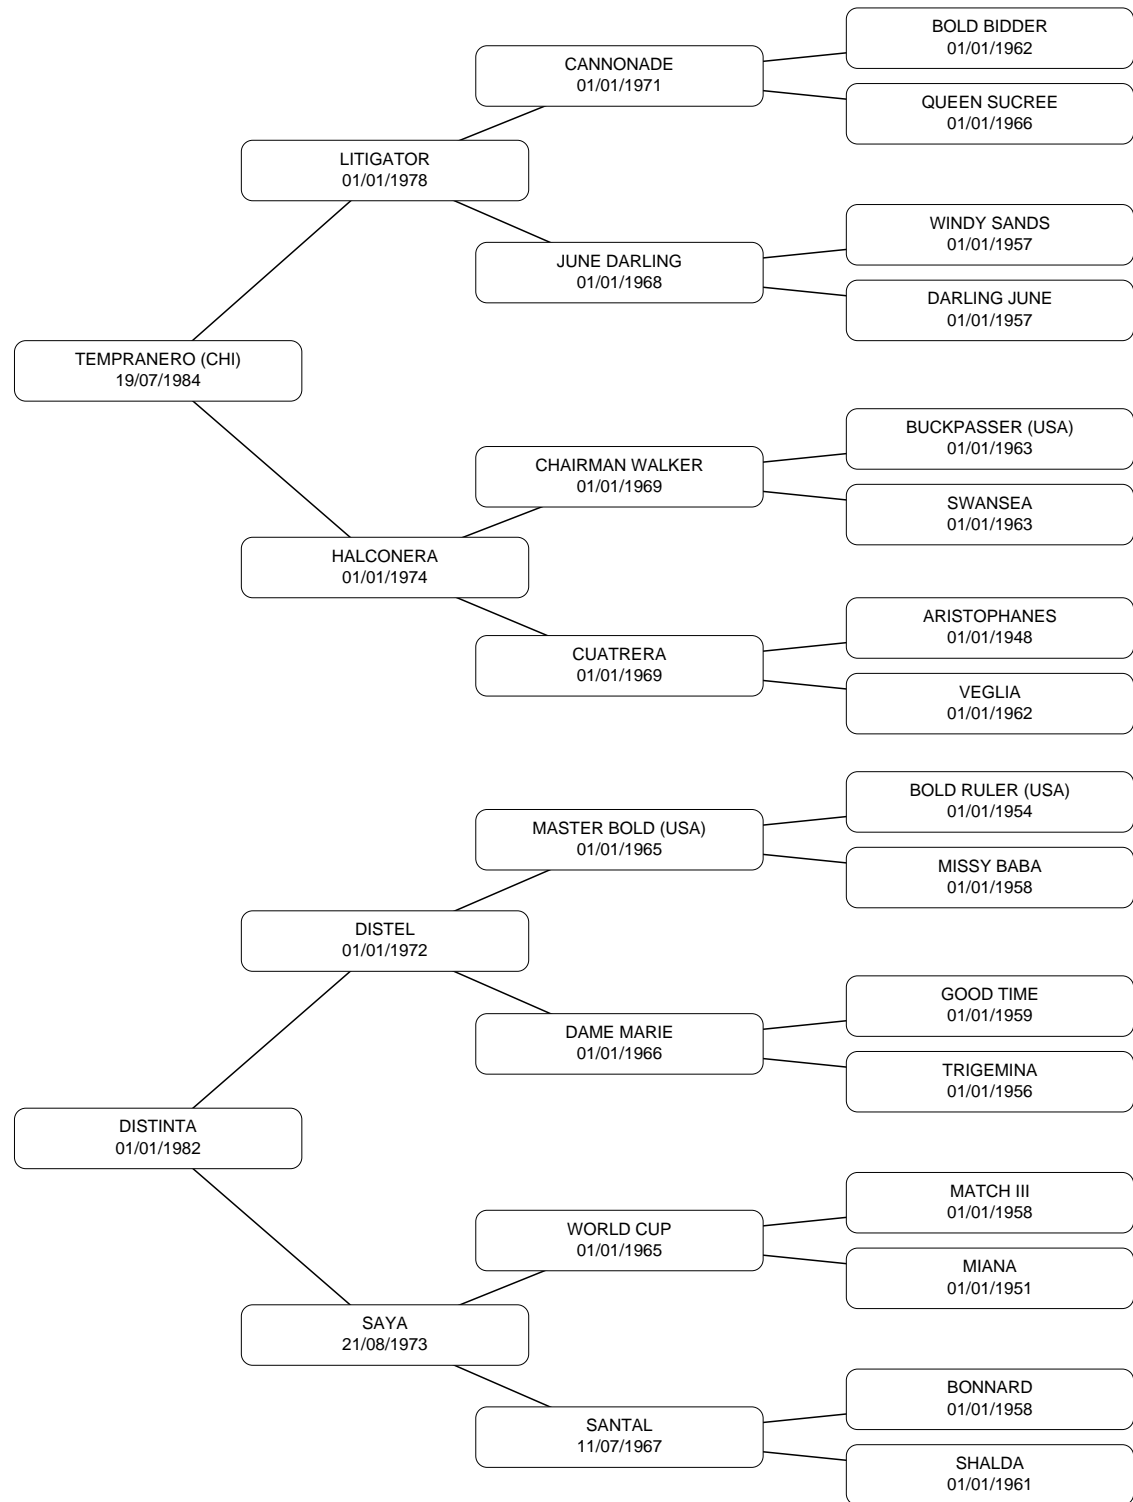 BOLD BIDDER
01/01/1962
CANNONADE
01/01/1971
QUEEN SUCREE
01/01/1966
LITIGATOR
01/01/1978
WINDY SANDS
01/01/1957
JUNE DARLING
01/01/1968
DARLING JUNE
01/01/1957
TEMPRANERO (CHI)
19/07/1984
BUCKPASSER (USA)
01/01/1963
CHAIRMAN WALKER
01/01/1969
SWANSEA
01/01/1963
HALCONERA
01/01/1974
ARISTOPHANES
01/01/1948
CUATRERA
01/01/1969
VEGLIA
01/01/1962
BOLD RULER (USA)
01/01/1954
MASTER BOLD (USA)
01/01/1965
MISSY BABA
01/01/1958
DISTEL
01/01/1972
GOOD TIME
01/01/1959
DAME MARIE
01/01/1966
TRIGEMINA
01/01/1956
DISTINTA
01/01/1982
MATCH III
01/01/1958
WORLD CUP
01/01/1965
MIANA
01/01/1951
SAYA
21/08/1973
BONNARD
01/01/1958
SANTAL
11/07/1967
SHALDA
01/01/1961